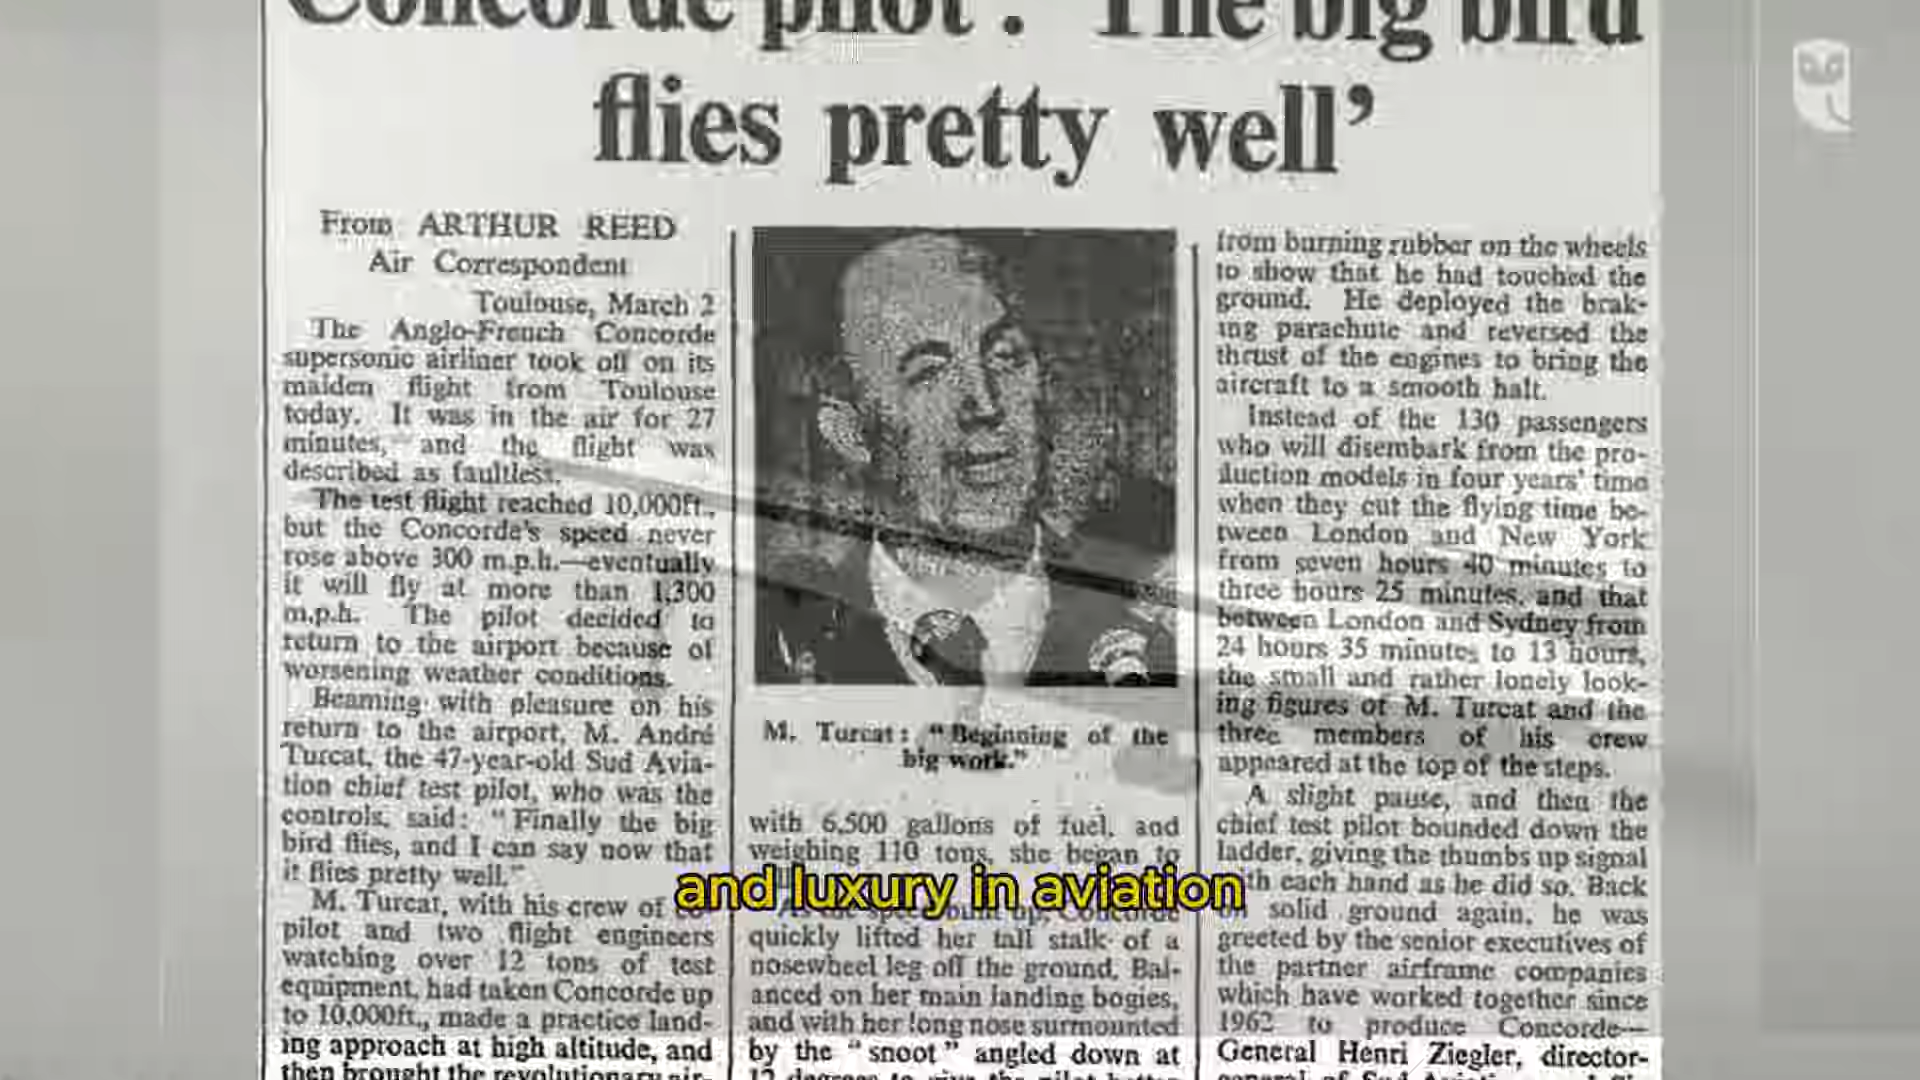 Concorde pilot: 'The big bird
flies pretty well'
From ARTHUR REED
Air Correspondent
Toulouse, March 2
The Anglo-French Concorde
supersonic airliner took off on its
maiden flight from Toulouse
today. It was in the air for 27
minutes, and the flight was
described as faultless.
The test flight reached 10,000ft.,
but the Concorde's speed never
rose above 300 m.p.h.—eventually
it will fly at more than 1,300
m.p.h. The pilot decided to
return to the airport because of
worsening weather conditions.
Beaming with pleasure on his
return to the airport, M. André
Turcat, the 47-year-old Sud Avia-
tion chief test pilot, who was the
controls, said: "Finally the big
bird flies, and I can say now that
it flies pretty well."
M. Turcat, with his crew of co-
pilot and two flight engineers
watching over 12 tons of test
equipment, had taken Concorde up
to 10,000ft., made a practice land-
ing approach at high altitude, and
then brought the revolutionary air-
M. Turcat: "Beginning of the
big work."
with 6,500 gallons of fuel, and
weighing 110 tons, she began to
As the speed built up, Concorde
quickly lifted her tall stalk of a
nosewheel leg off the ground. Bal-
anced on her main landing bogies,
and with her long nose surmounted
by the "snoot" angled down at
12 degrees to give the pilot better
from burning rubber on the wheels
to show that he had touched the
ground. He deployed the brak-
ing parachute and reversed the
thrust of the engines to bring the
aircraft to a smooth halt.
Instead of the 130 passengers
who will disembark from the pro-
duction models in four years' time
when they cut the flying time be-
tween London and New York
from seven hours 40 minutes to
three hours 25 minutes, and that
between London and Sydney from
24 hours 35 minutes to 13 hours,
the small and rather lonely look-
ing figures of M. Turcat and the
three members of his crew
appeared at the top of the steps.
A slight pause, and then the
chief test pilot bounded down the
ladder, giving the thumbs up signal
with each hand as he did so. Back
on solid ground again, he was
greeted by the senior executives of
the partner airframe companies
which have worked together since
1962 to produce Concorde—
General Henri Ziegler, director-
general of Sud
and luxury in aviation